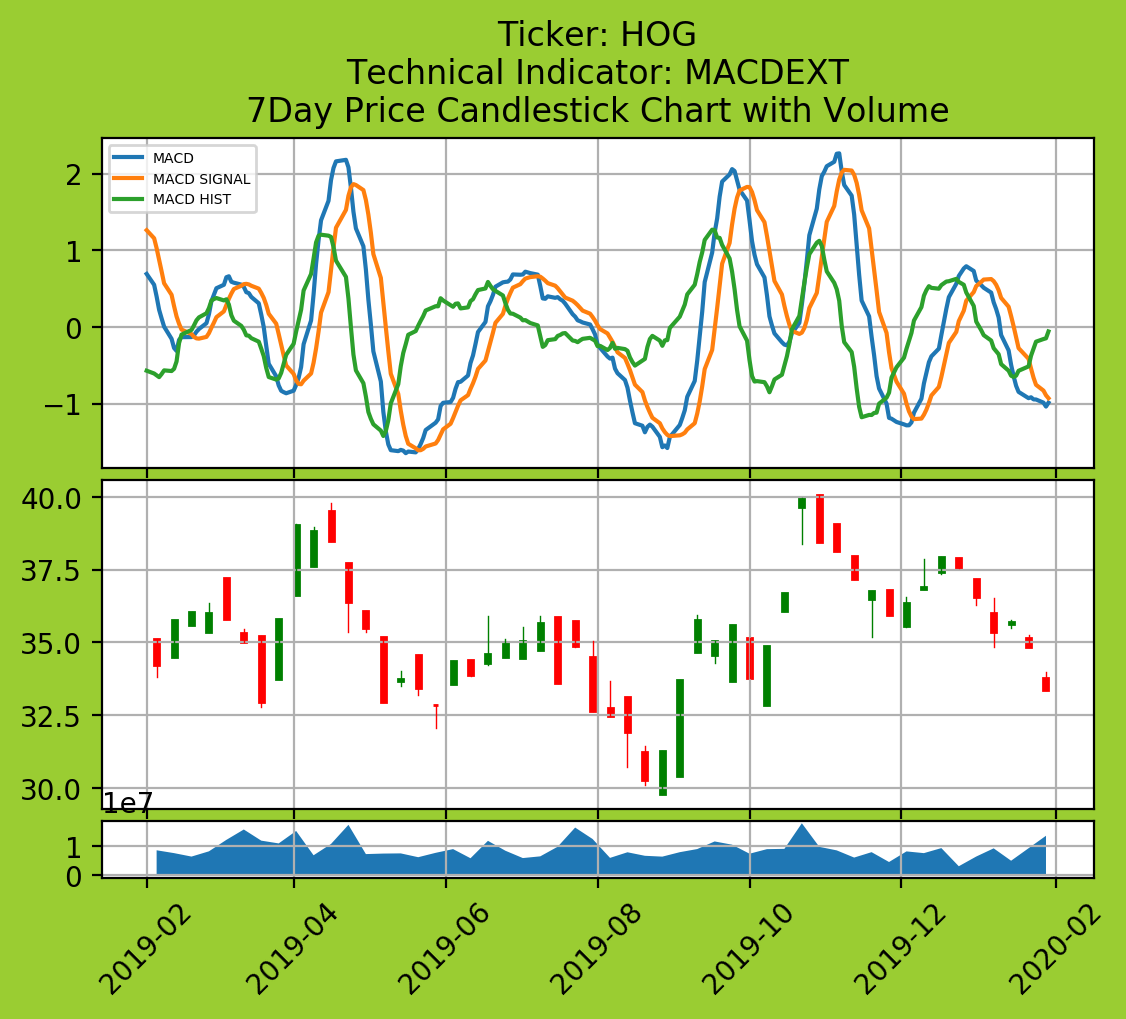 Ticker: HOG
Technical Indicator: MACDEXT
7Day Price Candlestick Chart with Volume
MACD
MACD SIGNAL
MACD HIST
2
1
0
−1
40.0
37.5
35.0
32.5
30.0
1e7
1
0
2019-02
2019-04
2019-06
2019-08
2019-10
2019-12
2020-02